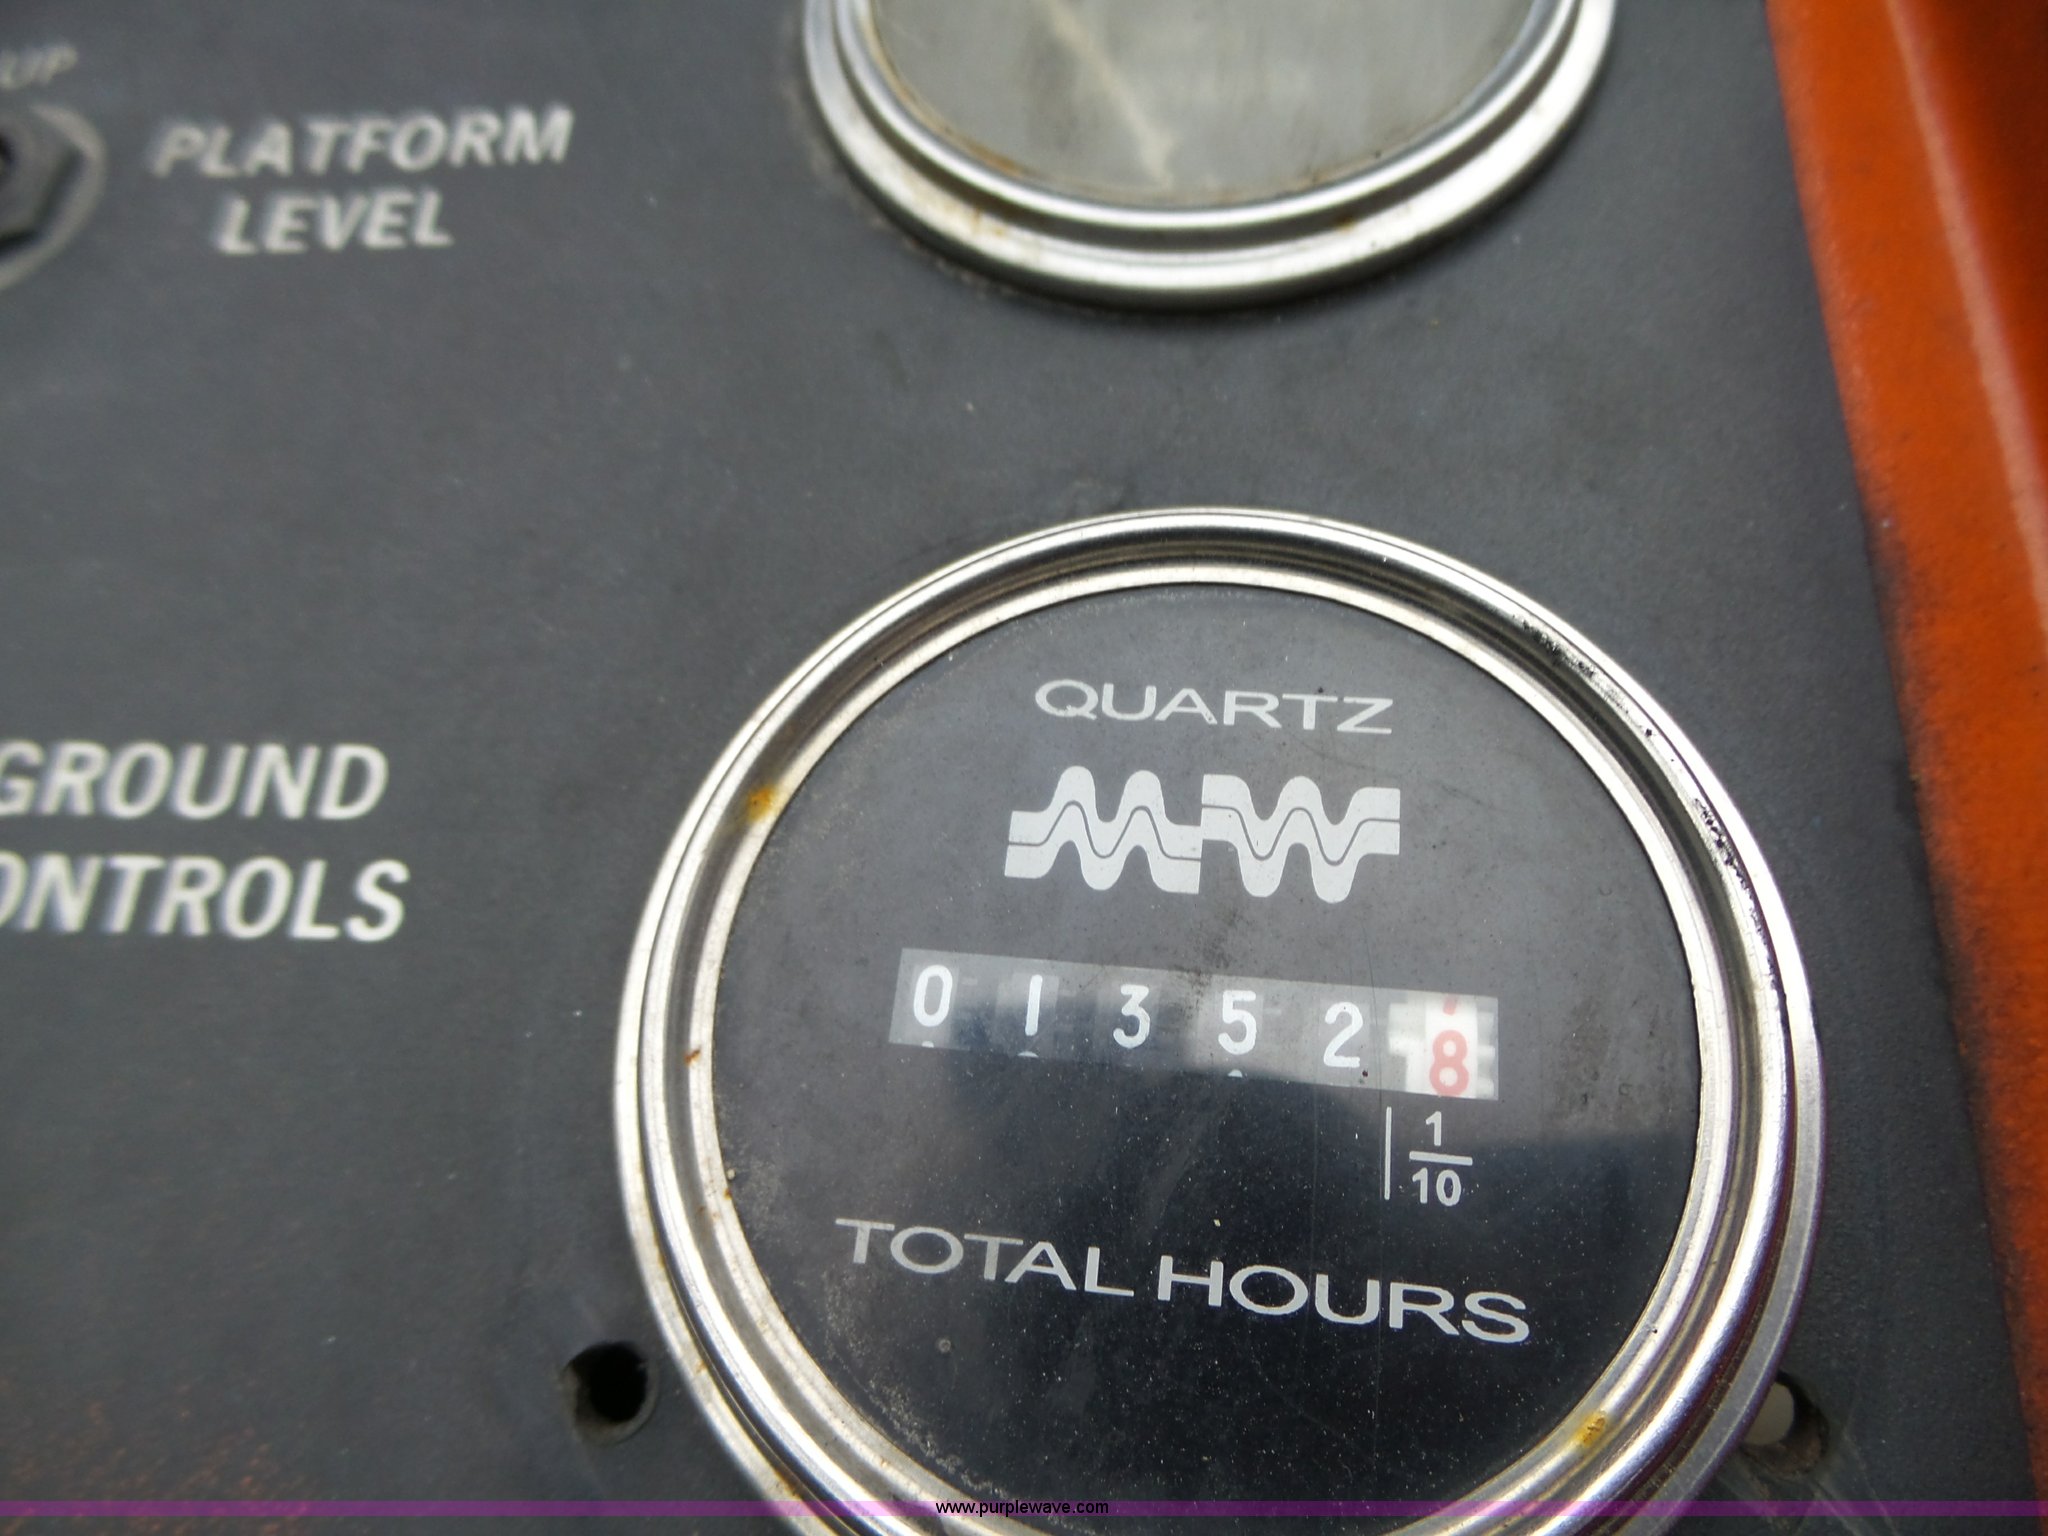 UP
PLATFORM
LEVEL
GROUND
ONTROLS
QUARTZ
MW
0 1 3 5 2 8
1
10
TOTAL HOURS
www.purplewave.com